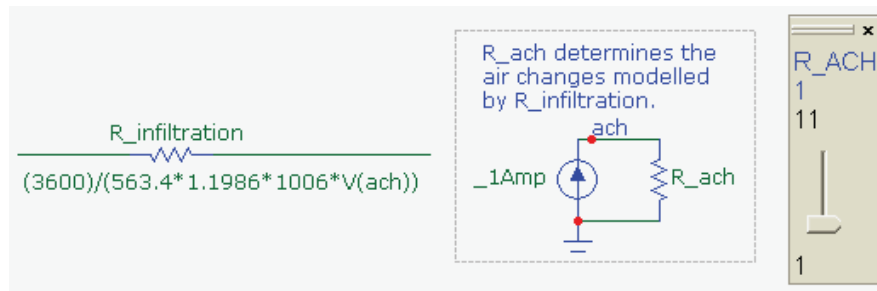 R_infiltration
(3600)/(563.4*1.1986*1006*V(ach))
R_ach determines the
air changes modelled
by R_infiltration.
ach
_1Amp
R_ach
x
R_ACH
1
11
1